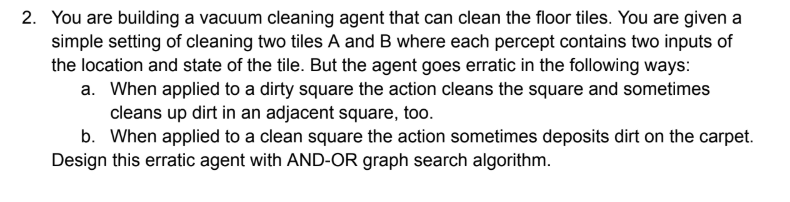 2. You are building a vacuum cleaning agent that can clean the floor tiles. You are given a
simple setting of cleaning two tiles A and B where each percept contains two inputs of
the location and state of the tile. But the agent goes erratic in the following ways:
a. When applied to a dirty square the action cleans the square and sometimes
cleans up dirt in an adjacent square, too.
b. When applied to a clean square the action sometimes deposits dirt on the carpet.
Design this erratic agent with AND-OR graph search algorithm.